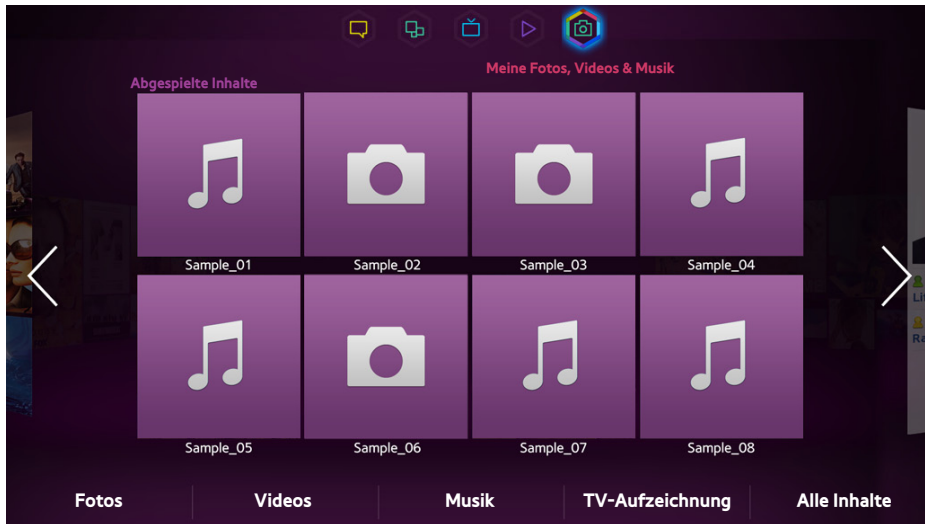 Meine Fotos, Videos & Musik
Abgespielte Inhalte
Sample_01
Sample_02
Sample_03
Sample_04
Sample_05
Sample_06
Sample_07
Sample_08
Fotos
Videos
Musik
TV-Aufzeichnung
Alle Inhalte